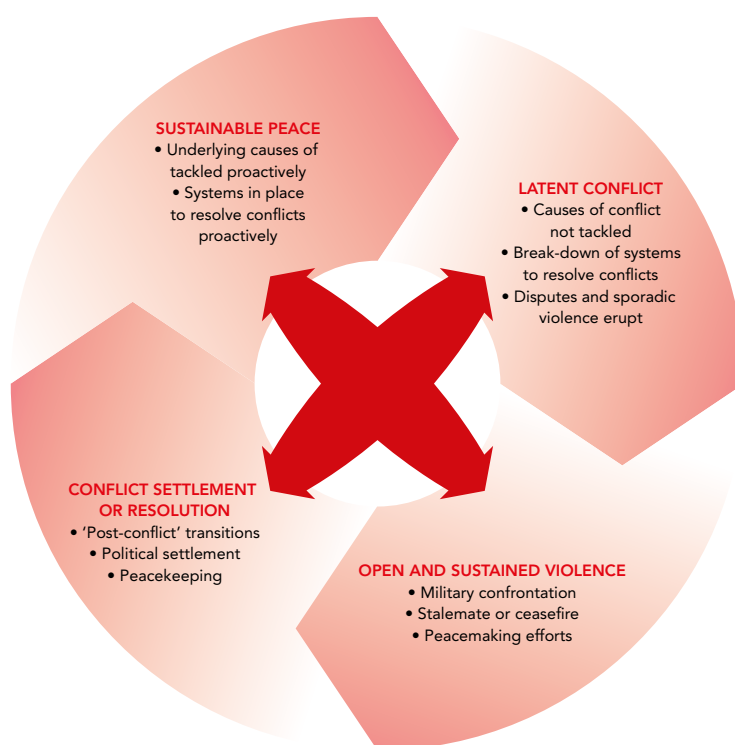 SUSTAINABLE PEACE
• Underlying causes of
tackled proactively
• Systems in place
to resolve conflicts
proactively
LATENT CONFLICT
• Causes of conflict
not tackled
• Break-down of systems
to resolve conflicts
• Disputes and sporadic
violence erupt
OPEN AND SUSTAINED VIOLENCE
• Military confrontation
• Stalemate or ceasefire
• Peacemaking efforts
CONFLICT SETTLEMENT
OR RESOLUTION
• ‘Post-conflict’ transitions
• Political settlement
• Peacekeeping